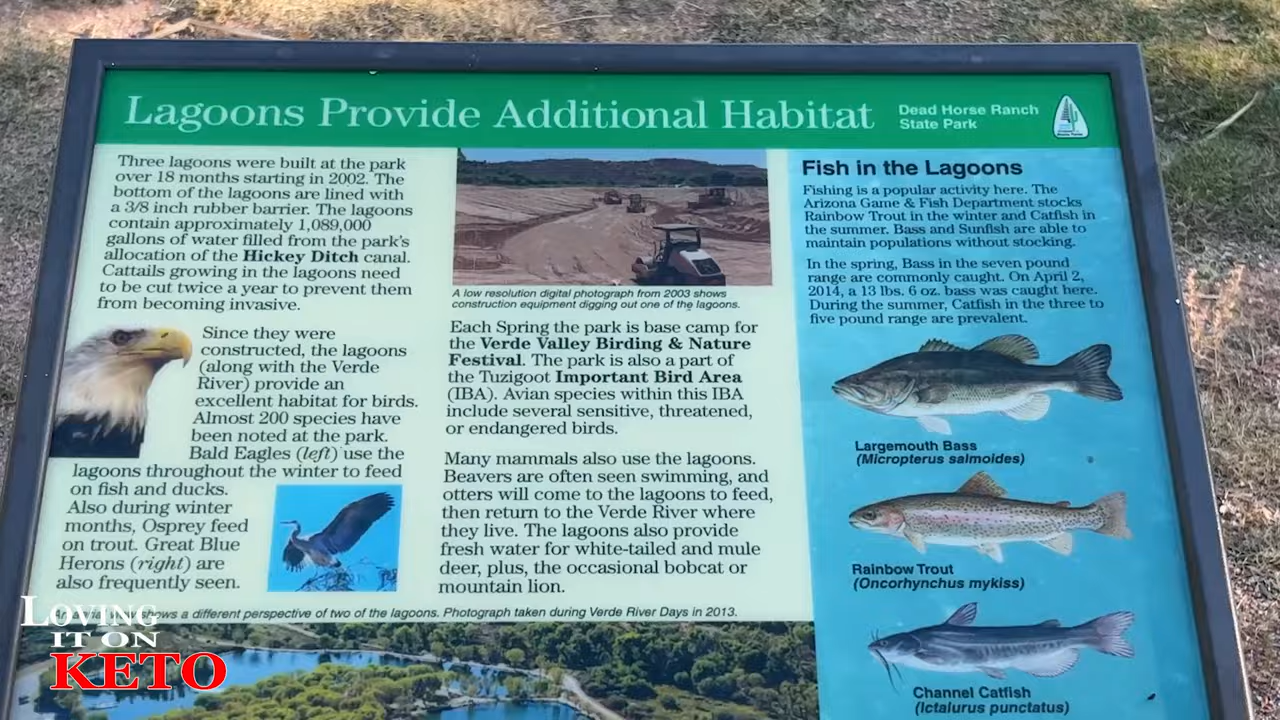 Lagoons Provide Additional Habitat
Dead Horse Ranch
State Park
Three lagoons were built at the park
over 18 months starting in 2002. The
bottom of the lagoons are lined with
a 3/8 inch rubber barrier. The lagoons
contain approximately 1,089,000
gallons of water filled from the park's
allocation of the Hickey Ditch canal.
Cattails growing in the lagoons need
to be cut twice a year to prevent them
from becoming invasive.
Since they were
constructed, the lagoons
(along with the Verde
River) provide an
excellent habitat for birds.
Almost 200 species have
been noted at the park.
Bald Eagles (left) use the
lagoons throughout the winter to feed
on fish and ducks.
Also during winter
months, Osprey feed
on trout. Great Blue
Herons (right) are
also frequently seen.
A low resolution digital photograph from 2003 shows
construction equipment digging out one of the lagoons.
Each Spring the park is base camp for
the Verde Valley Birding & Nature
Festival. The park is also a part of
the Tuzigoot Important Bird Area
(IBA). Avian species within this IBA
include several sensitive, threatened,
or endangered birds.
Many mammals also use the lagoons.
Beavers are often seen swimming, and
otters will come to the lagoons to feed,
then return to the Verde River where
they live. The lagoons also provide
fresh water for white-tailed and mule
deer, plus, the occasional bobcat or
mountain lion.
shows a different perspective of two of the lagoons. Photograph taken during Verde River Days in 2013.
Fish in the Lagoons
Fishing is a popular activity here. The
Arizona Game & Fish Department stocks
Rainbow Trout in the winter and Catfish in
the summer. Bass and Sunfish are able to
maintain populations without stocking.
In the spring, Bass in the seven pound
range are commonly caught. On April 2,
2014, a 13 lbs. 6 oz. bass was caught here.
During the summer, Catfish in the three to
five pound range are prevalent.
Largemouth Bass
(Micropterus salmoides)
Rainbow Trout
(Oncorhynchus mykiss)
Channel Catfish
(Ictalurus punctatus)
LOVING
IT ON
KETO